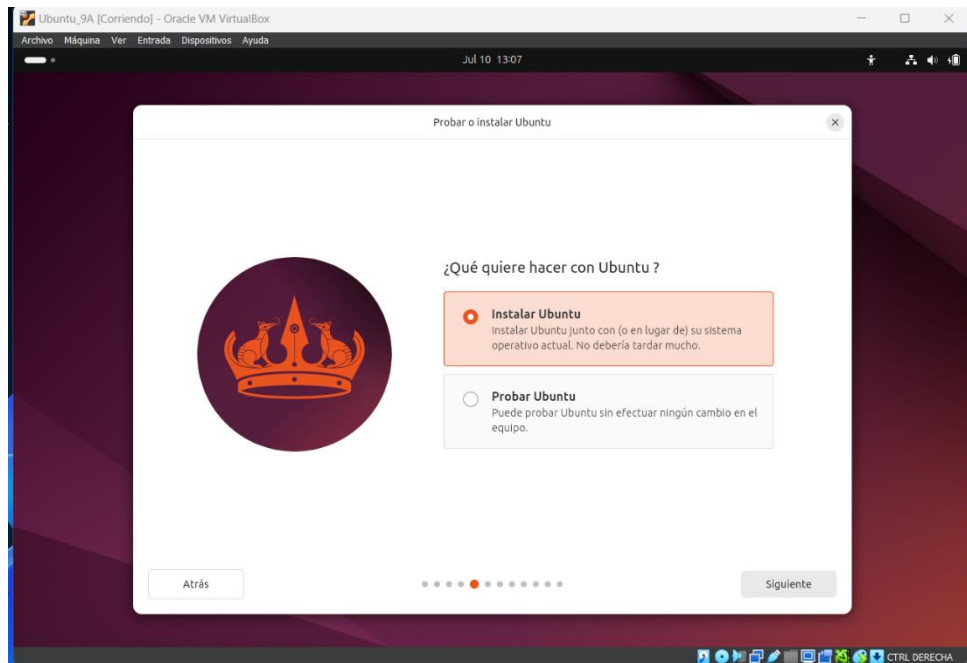 Ubuntu_9A [Corriendo] - Oracle VM VirtualBox
Archivo Máquina Ver Entrada Dispositivos Ayuda
Jul 10 13:07
Probar o instalar Ubuntu
¿Qué quiere hacer con Ubuntu ?
Instalar Ubuntu
Instalar Ubuntu junto con (o en lugar de) su sistema
operativo actual. No debería tardar mucho.
Probar Ubuntu
Puede probar Ubuntu sin efectuar ningún cambio en el
equipo.
Atrás
Siguiente
CTRL DERECHA